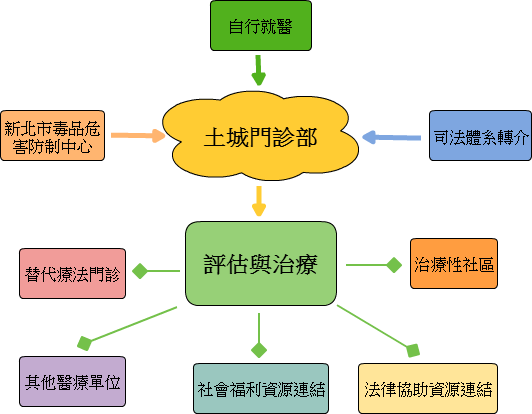 自行就醫
新北市毒品危
害防制中心
土城門診部
司法體系轉介
評估與治療
替代療法門診
治療性社區
其他醫療單位
社會福利資源連結
法律協助資源連結